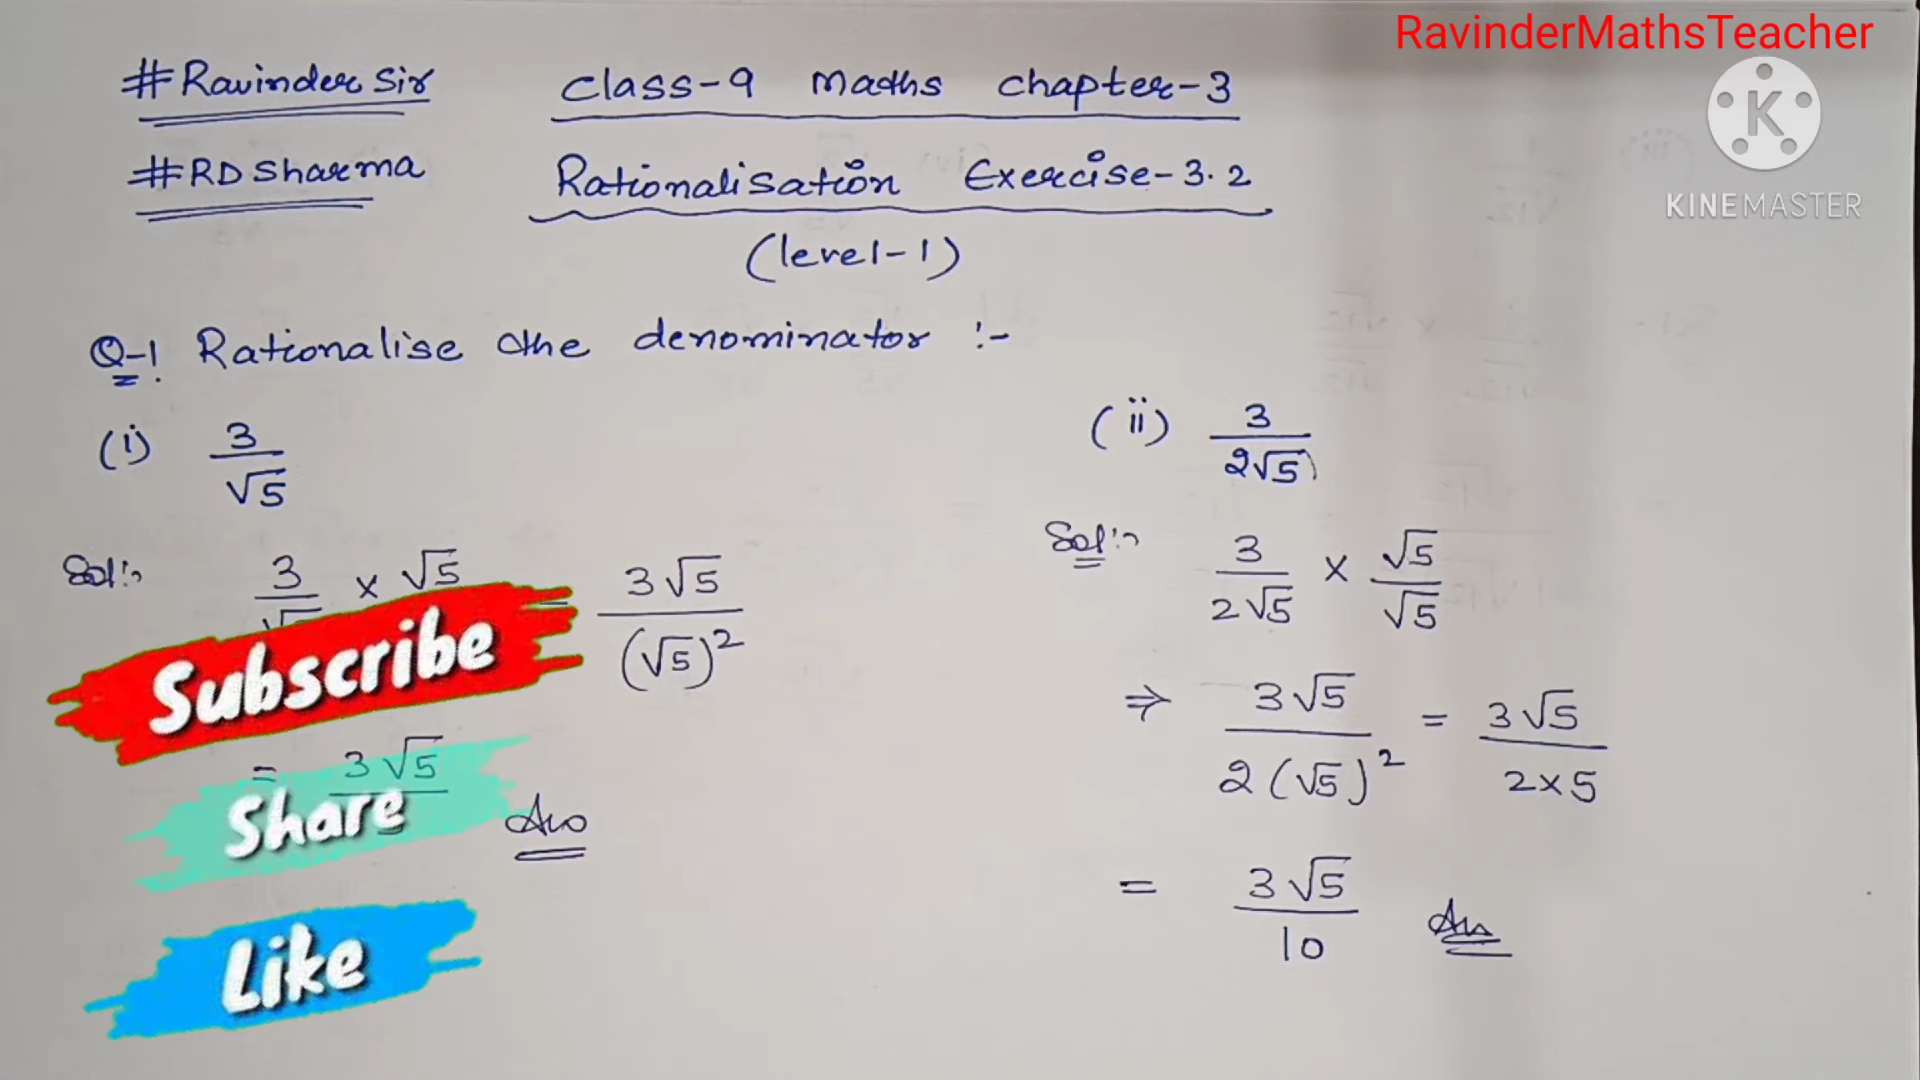 RavinderMathsTeacher
K
KINEMASTER
#Ravinder Sir
Class-9 Maths Chapter-3
#RD Sharma
Rationalisation Exercise-3.2
(level-1)
Q-1 Rationalise the denominator :-
(i) 3/√5
Sol:n 3/√5 × √5 = 3√5/(√5)²
= 3√5 Ans
(ii) 3/2√5
Sol:n 3/2√5 × √5/√5
⇒ 3√5/2(√5)² = 3√5/2×5
= 3√5/10 Ans
Subscribe
Share
Like